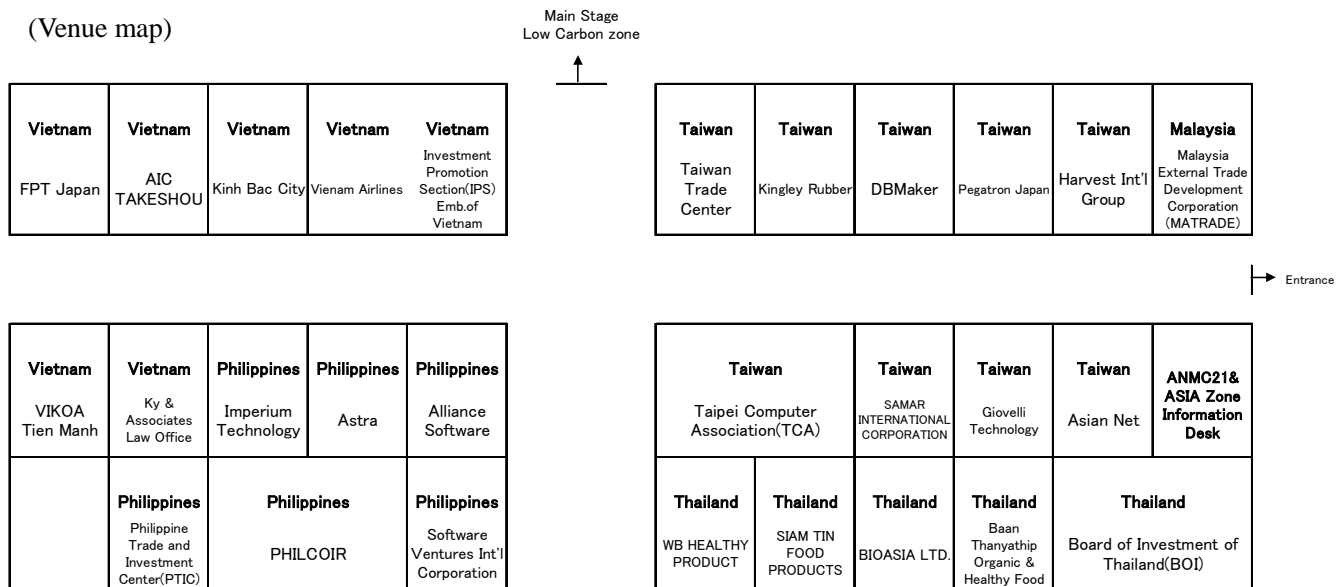 (Venue map)
Main Stage
Low Carbon zone
Vietnam
FPT Japan
Vietnam
AIC
TAKESHOU
Vietnam
Kinh Bac City
Vietnam
Vienam Airlines
Vietnam
Investment
Promotion
Section(IPS)
Emb.of
Vietnam
Taiwan
Taiwan
Trade
Center
Taiwan
Kingley Rubber
Taiwan
DBMaker
Taiwan
Pegatron Japan
Taiwan
Harvest Int'l
Group
Malaysia
Malaysia
External Trade
Development
Corporation
(MATRADE)
Entrance
Vietnam
VIKOA
Tien Manh
Vietnam
Ky &
Associates
Law Office
Philippines
Imperium
Technology
Philippines
Astra
Philippines
Alliance
Software
Taiwan
Taipei Computer
Association(TCA)
Taiwan
SAMAR
INTERNATIONAL
CORPORATION
Taiwan
Giovelli
Technology
Taiwan
Asian Net
ANMC21&
ASIA Zone
Information
Desk
Philippines
Philippine
Trade and
Investment
Center(PTIC)
Philippines
PHILCOIR
Philippines
Software
Ventures Int'l
Corporation
Thailand
WB HEALTHY
PRODUCT
Thailand
SIAM TIN
FOOD
PRODUCTS
Thailand
BIOASIA LTD.
Thailand
Baan
Thanyathip
Organic &
Healthy Food
Thailand
Board of Investment of
Thailand(BOI)